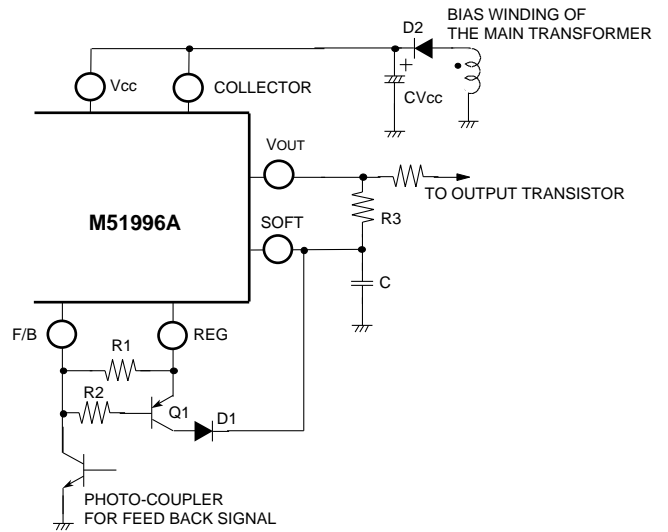 D2
BIAS WINDING OF
THE MAIN TRANSFORMER
Vcc
COLLECTOR
+
CVcc
VOUT
TO OUTPUT TRANSISTOR
R3
M51996A
SOFT
C
F/B
REG
R1
R2
Q1
D1
PHOTO-COUPLER
FOR FEED BACK SIGNAL